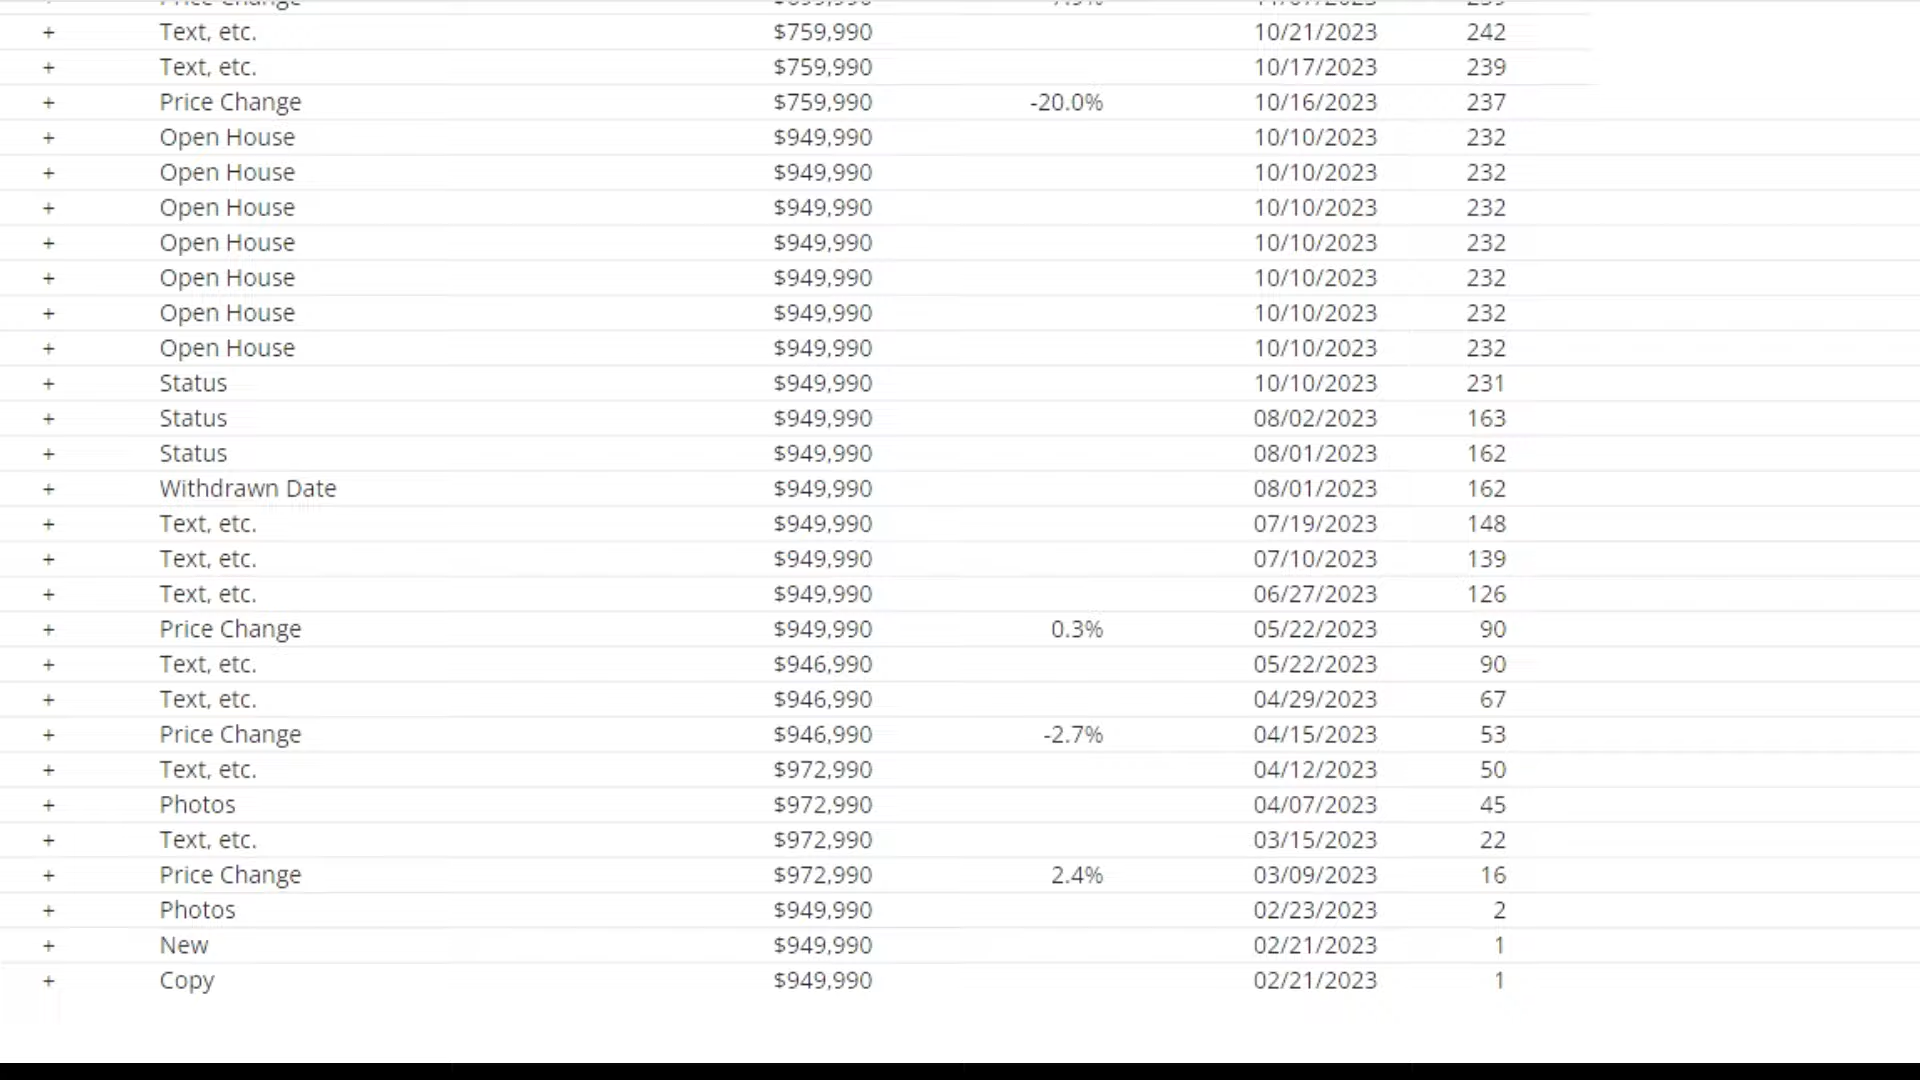 + Text, etc. $759,990 10/21/2023 242
+ Text, etc. $759,990 10/17/2023 239
+ Price Change $759,990 -20.0% 10/16/2023 237
+ Open House $949,990 10/10/2023 232
+ Open House $949,990 10/10/2023 232
+ Open House $949,990 10/10/2023 232
+ Open House $949,990 10/10/2023 232
+ Open House $949,990 10/10/2023 232
+ Open House $949,990 10/10/2023 232
+ Open House $949,990 10/10/2023 232
+ Status $949,990 10/10/2023 231
+ Status $949,990 08/02/2023 163
+ Status $949,990 08/01/2023 162
+ Withdrawn Date $949,990 08/01/2023 162
+ Text, etc. $949,990 07/19/2023 148
+ Text, etc. $949,990 07/10/2023 139
+ Text, etc. $949,990 06/27/2023 126
+ Price Change $949,990 0.3% 05/22/2023 90
+ Text, etc. $946,990 05/22/2023 90
+ Text, etc. $946,990 04/29/2023 67
+ Price Change $946,990 -2.7% 04/15/2023 53
+ Text, etc. $972,990 04/12/2023 50
+ Photos $972,990 04/07/2023 45
+ Text, etc. $972,990 03/15/2023 22
+ Price Change $972,990 2.4% 03/09/2023 16
+ Photos $949,990 02/23/2023 2
+ New $949,990 02/21/2023 1
+ Copy $949,990 02/21/2023 1